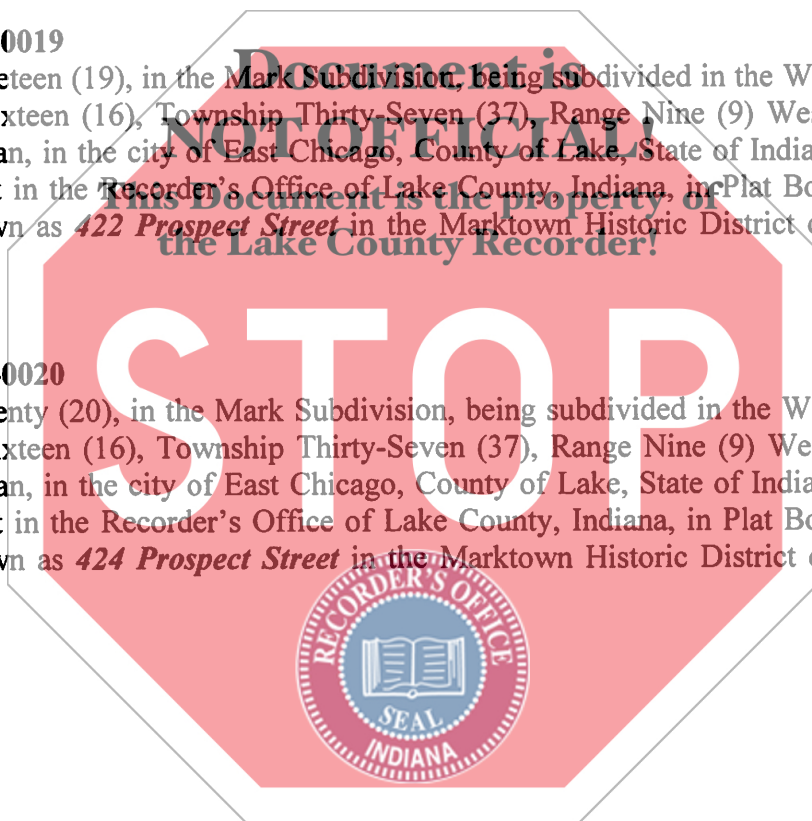 0019
eteen (19), in the Mark Subdivision, being subdivided in the W
Document is
xteen (16), Township Thirty-Seven (37), Range Nine (9) We
NOT OFFICIAL!
an, in the city of East Chicago, County of Lake, State of India
t in the Recorder's Office of Lake County, Indiana, in Plat Bo
This Document is the property of
wn as 422 Prospect Street in the Marktown Historic District
the Lake County Recorder!
STOP
0020
enty (20), in the Mark Subdivision, being subdivided in the W
xteen (16), Township Thirty-Seven (37), Range Nine (9) We
an, in the city of East Chicago, County of Lake, State of India
t in the Recorder's Office of Lake County, Indiana, in Plat Bo
wn as 424 Prospect Street in the Marktown Historic District
RECORDER'S OFFICE
SEAL
INDIANA